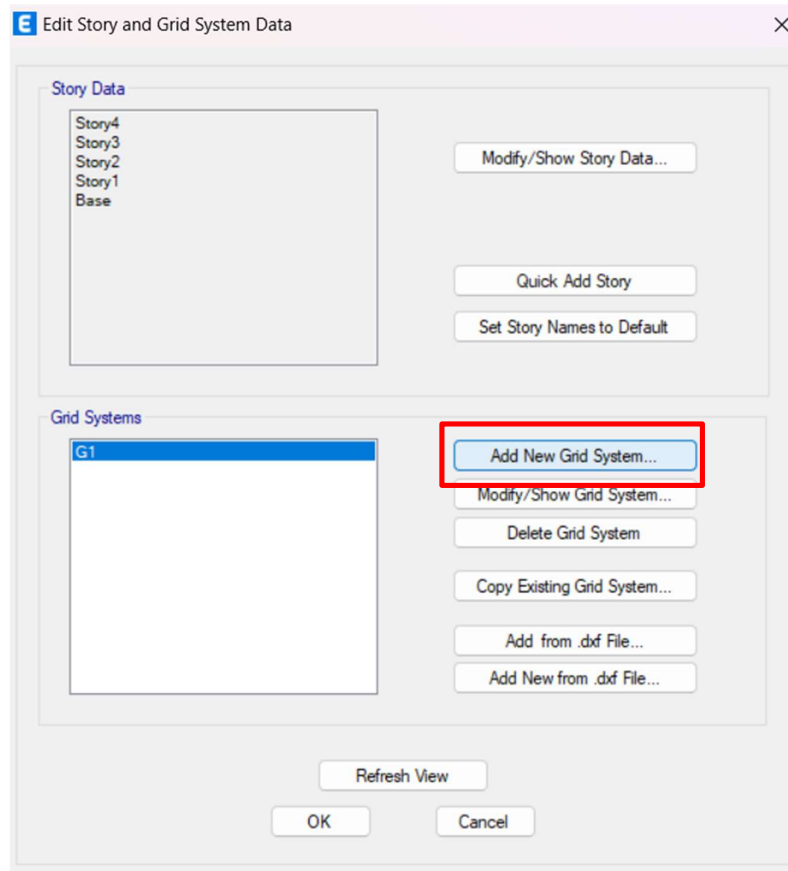 E Edit Story and Grid System Data
Story Data
Story4
Story3
Story2
Story1
Base
Modify/Show Story Data...
Quick Add Story
Set Story Names to Default
Grid Systems
G1
Add New Grid System...
Modify/Show Grid System...
Delete Grid System
Copy Existing Grid System...
Add from .dxf File...
Add New from .dxf File...
Refresh View
OK
Cancel